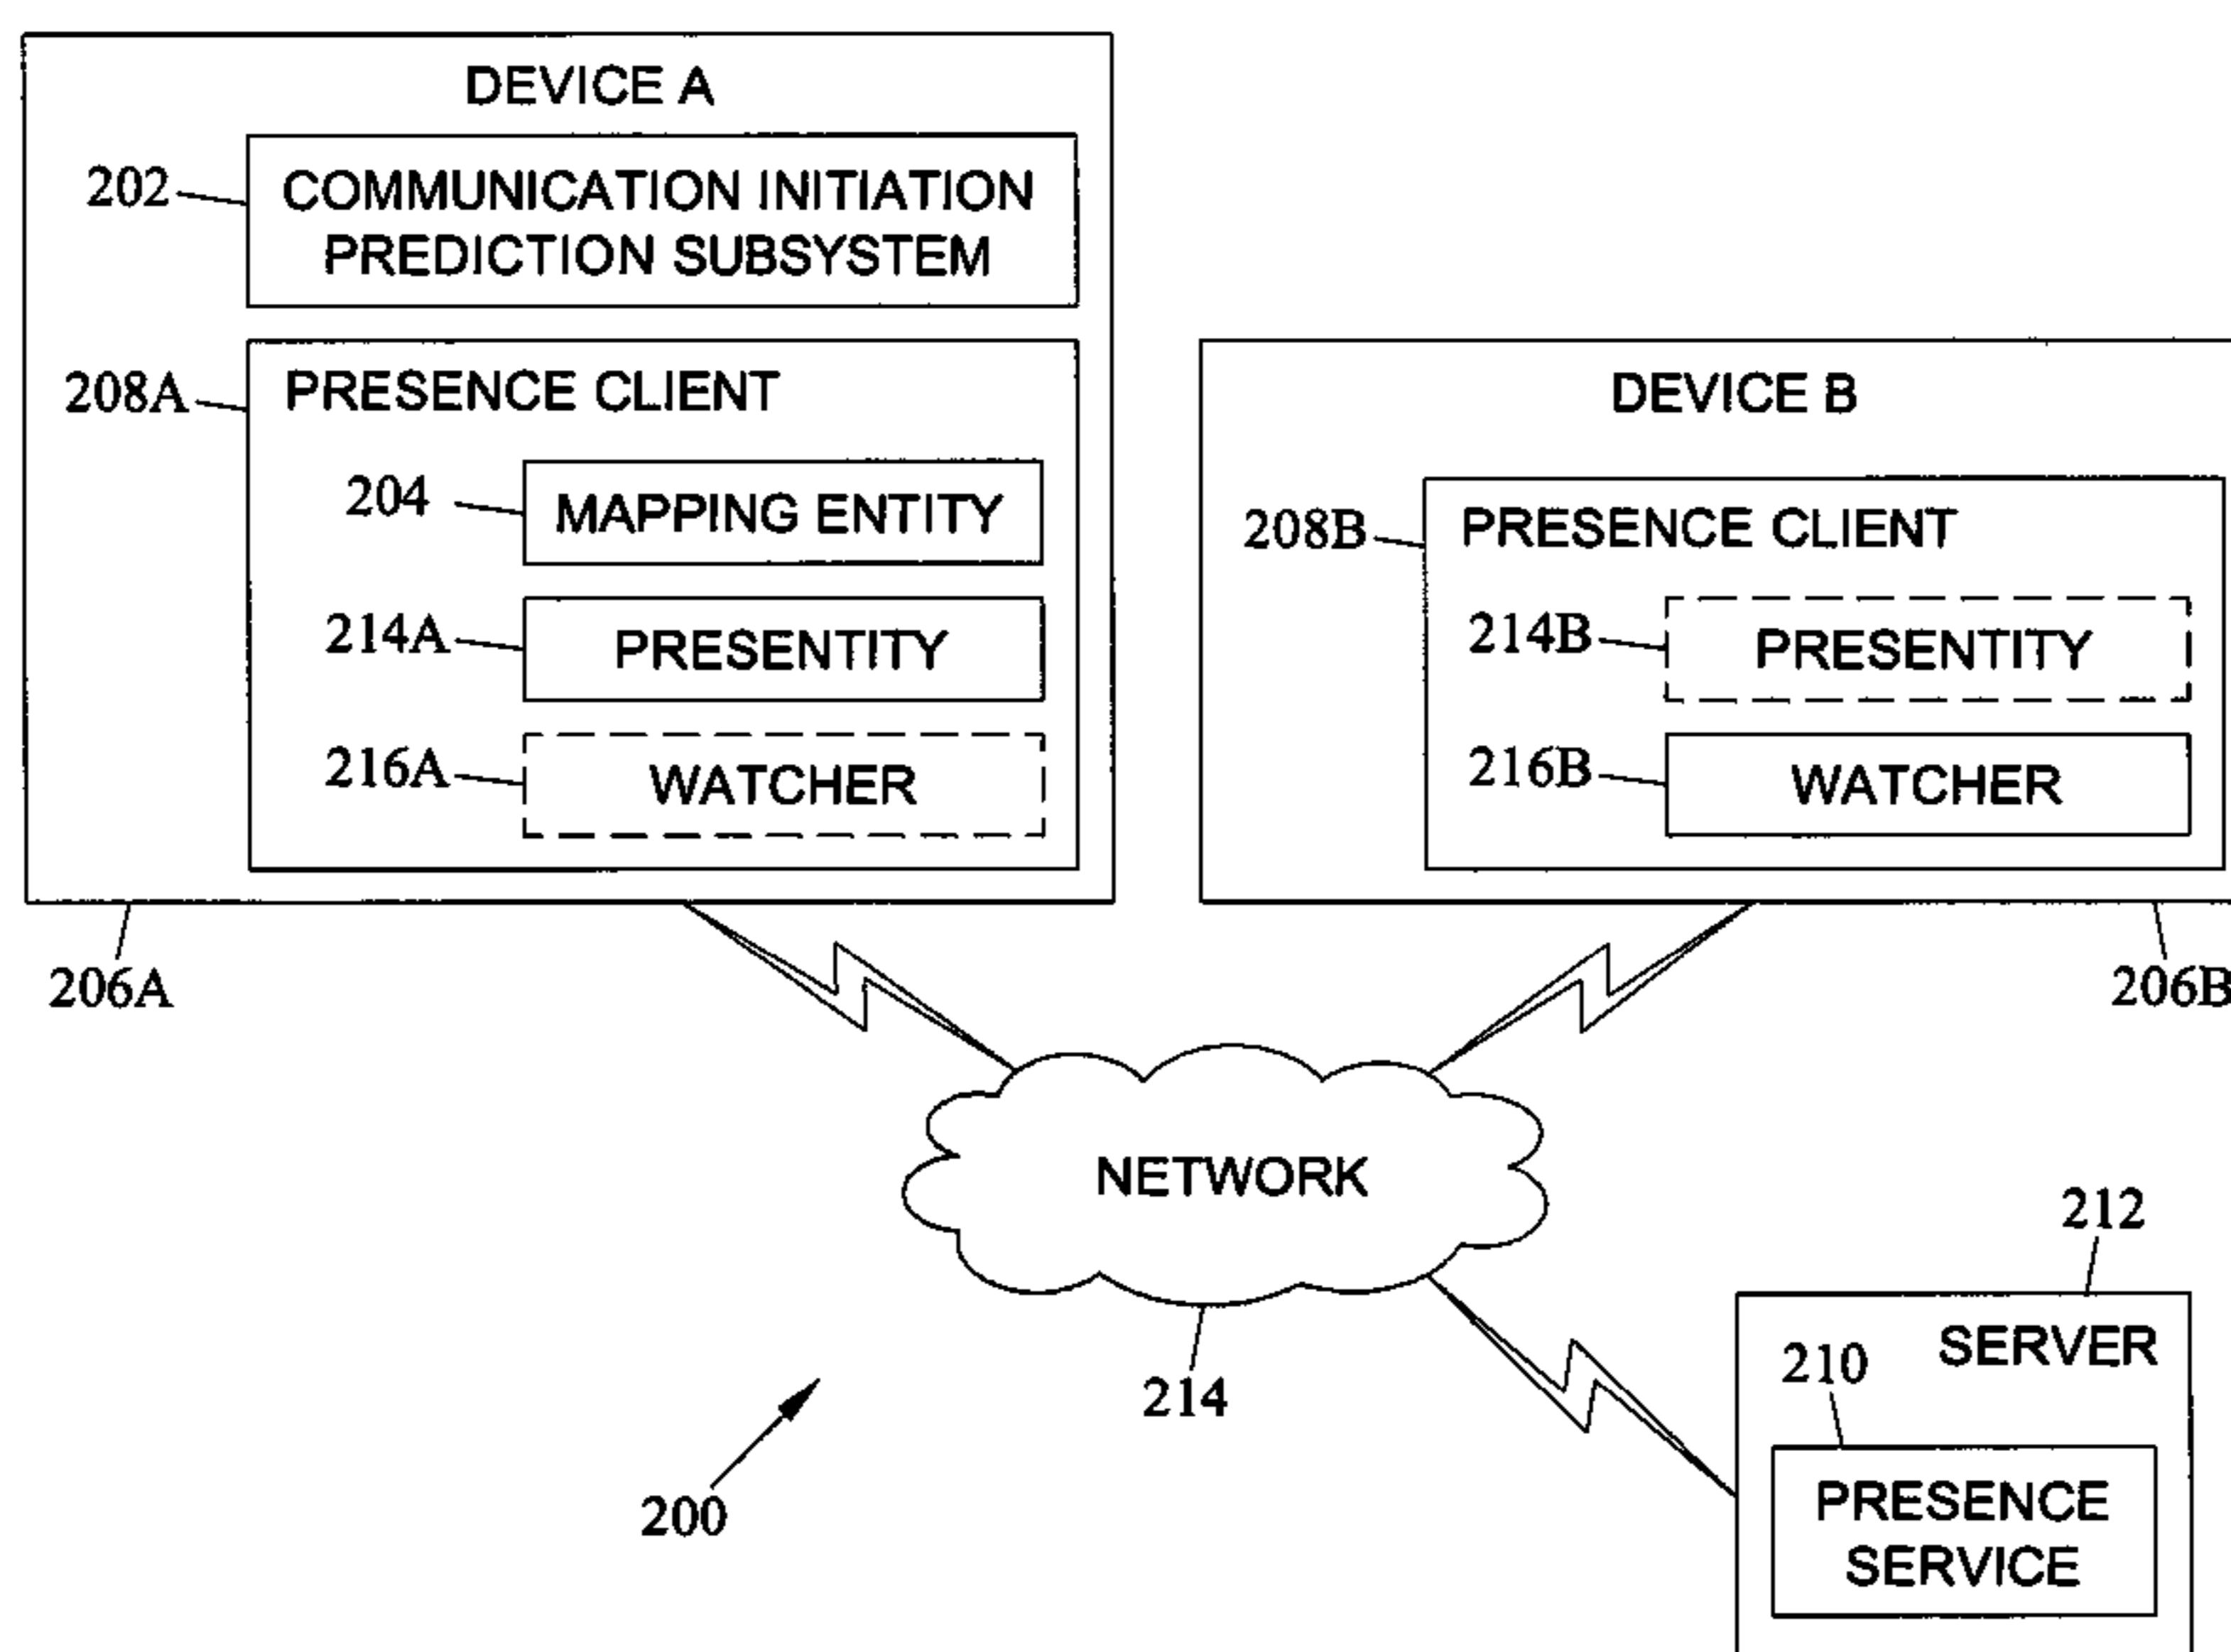 DEVICE A
202
COMMUNICATION INITIATION
PREDICTION SUBSYSTEM
208A
PRESENCE CLIENT
204
MAPPING ENTITY
214A
PRESENTITY
216A
WATCHER
206A
DEVICE B
208B
PRESENCE CLIENT
214B
PRESENTITY
216B
WATCHER
206B
NETWORK
214
200
212
SERVER
210
PRESENCE
SERVICE